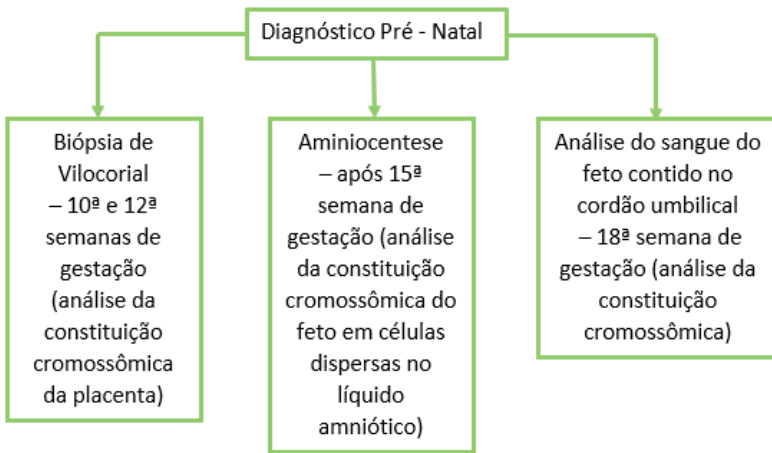 Diagnóstico Pré - Natal
Biópsia de
Vilocorial
– 10ª e 12ª
semanas de
gestação
(análise da
constituição
cromossômica
da placenta)
Aminiocentese
– após 15ª
semana de
gestação (análise
da constituição
cromossômica do
feto em células
dispersas no
líquido
amniótico)
Análise do sangue do
feto contido no
cordão umbilical
– 18ª semana de
gestação (análise da
constituição
cromossômica)